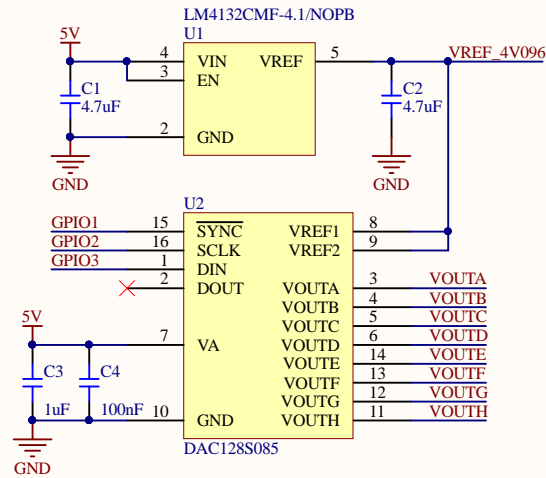 LM4132CMF-4.1/NOPB
U1
5V
4 VIN VREF 5 VREF_4V096
3 EN
C1
4.7uF
C2
4.7uF
2 GND
GND
GND
U2
GPIO1 15 SYNC VREF1 8
GPIO2 16 SCLK VREF2 9
GPIO3 1 DIN
2 DOUT VOUTA 3 VOUTA
VOUTB 4 VOUTB
VOUTC 5 VOUTC
5V
7 VA VOUTD 6 VOUTD
VOUTE 14 VOUTE
C3
C4
VOUTF 13 VOUTF
VOUTG 12 VOUTG
1uF
100nF
10 GND VOUTH 11 VOUTH
GND
DAC128S085